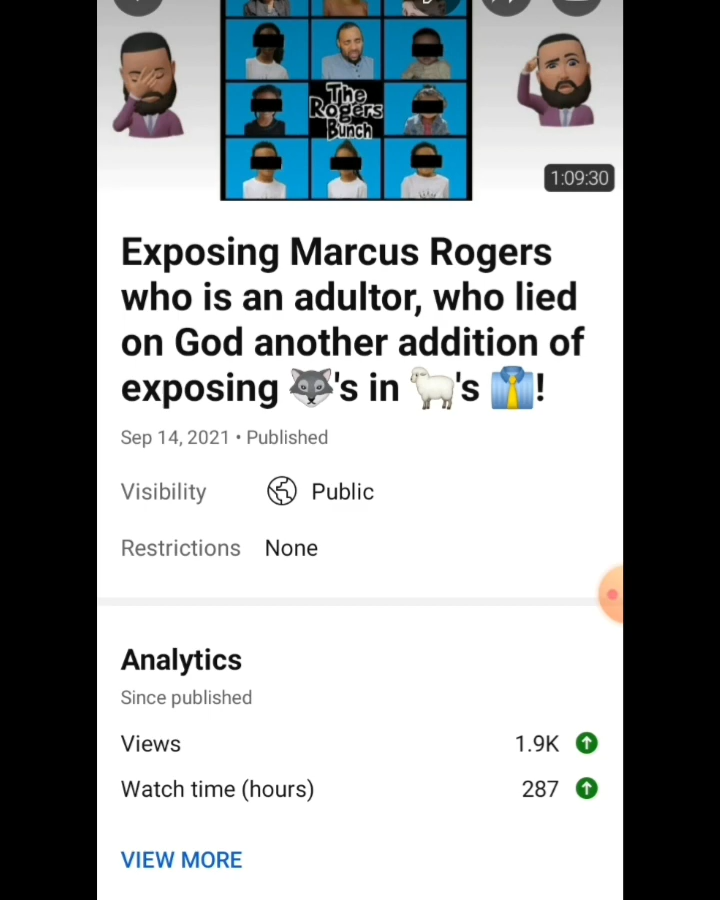 The
Rogers
Bunch
1:09:30
Exposing Marcus Rogers
who is an adultor, who lied
on God another addition of
exposing 🐺's in 🐑's 👔!
Sep 14, 2021 • Published
Visibility Public
Restrictions None
Analytics
Since published
Views 1.9K
Watch time (hours) 287
VIEW MORE